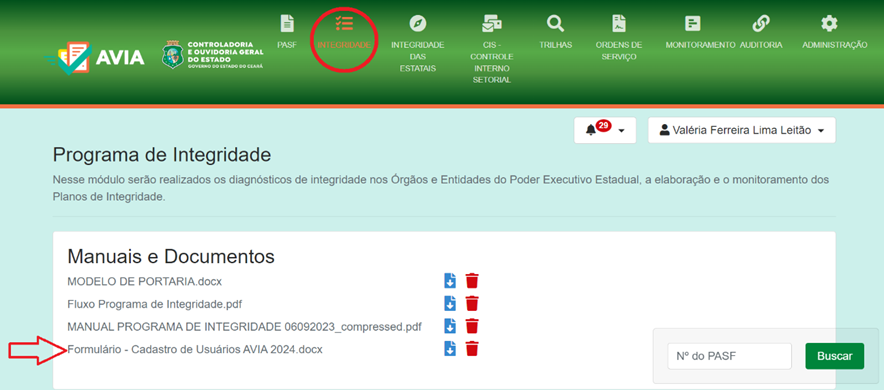 AVIA
CONTROLADORIA
E OUVIDORIA GERAL
DO ESTADO
GOVERNO DO ESTADO DO CEARÁ
PASF
INTEGRIDADE
INTEGRIDADE
DAS
ESTATAIS
CIS -
CONTROLE
INTERNO
SETORIAL
TRILHAS
ORDENS DE
SERVIÇO
MONITORAMENTO
AUDITORIA
ADMINISTRAÇÃO
29
Valéria Ferreira Lima Leitão
Programa de Integridade
Nesse módulo serão realizados os diagnósticos de integridade nos Órgãos e Entidades do Poder Executivo Estadual, a elaboração e o monitoramento dos
Planos de Integridade.
Manuais e Documentos
MODELO DE PORTARIA.docx
Fluxo Programa de Integridade.pdf
MANUAL PROGRAMA DE INTEGRIDADE 06092023_compressed.pdf
Formulário - Cadastro de Usuários AVIA 2024.docx
Nº do PASF
Buscar